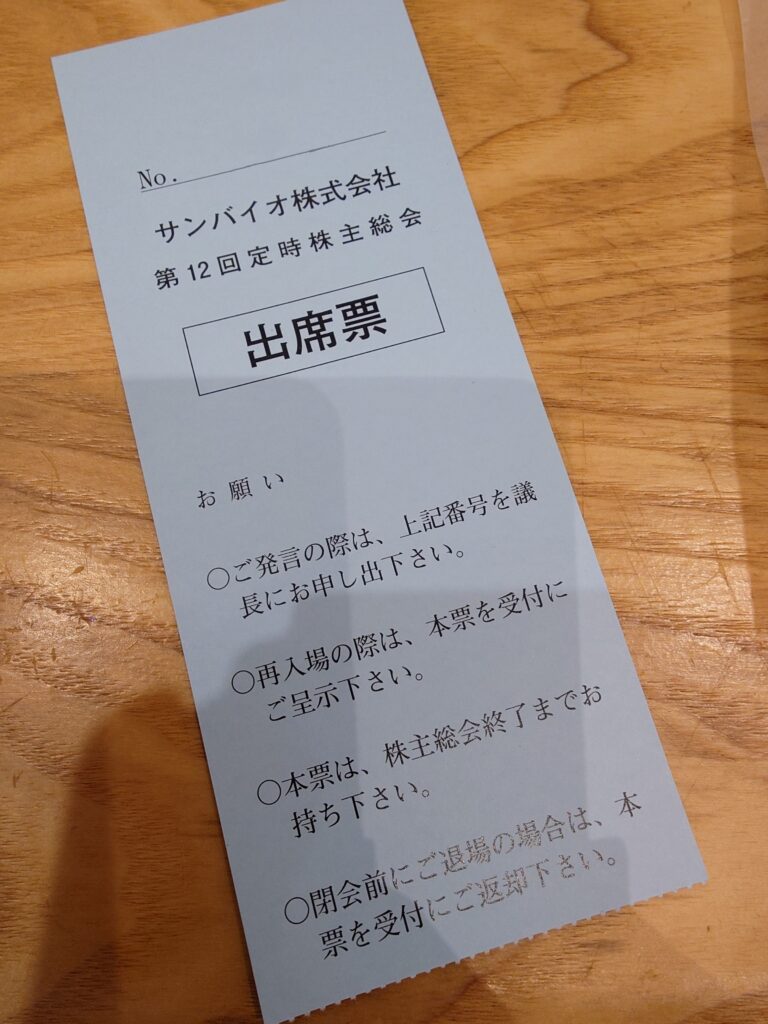 No.
サンバイオ株式会社
第12回定時株主総会
出席票
お願い
○ご発言の際は、上記番号を議
長にお申し出下さい。
○再入場の際は、本票を受付に
ご呈示下さい。
○本票は、株主総会終了までお
持ち下さい。
○閉会前にご退場の場合は、本
票を受付にご返却下さい。